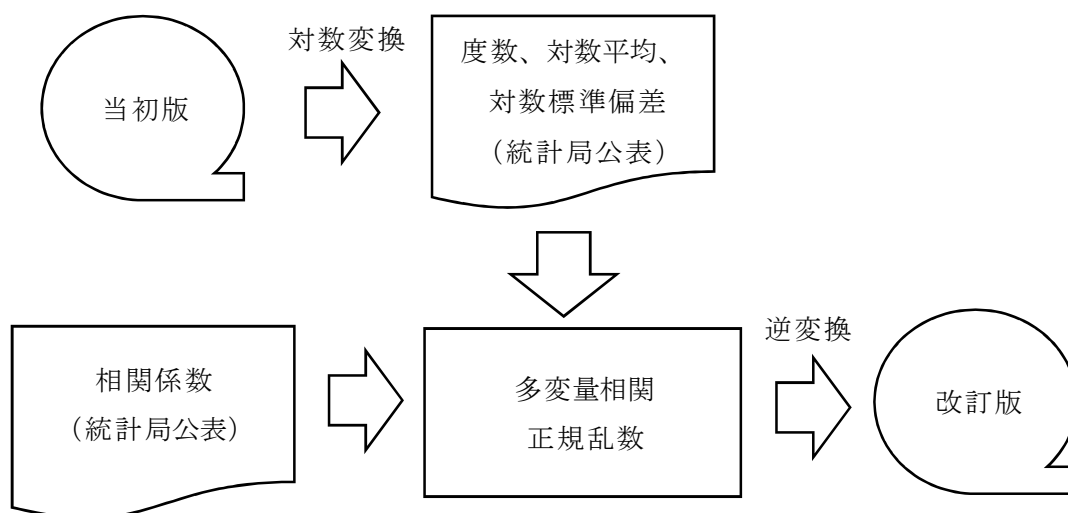 当初版
対数変換
度数、対数平均、
対数標準偏差
（統計局公表）
相関係数
（統計局公表）
多変量相関
正規乱数
逆変換
改訂版